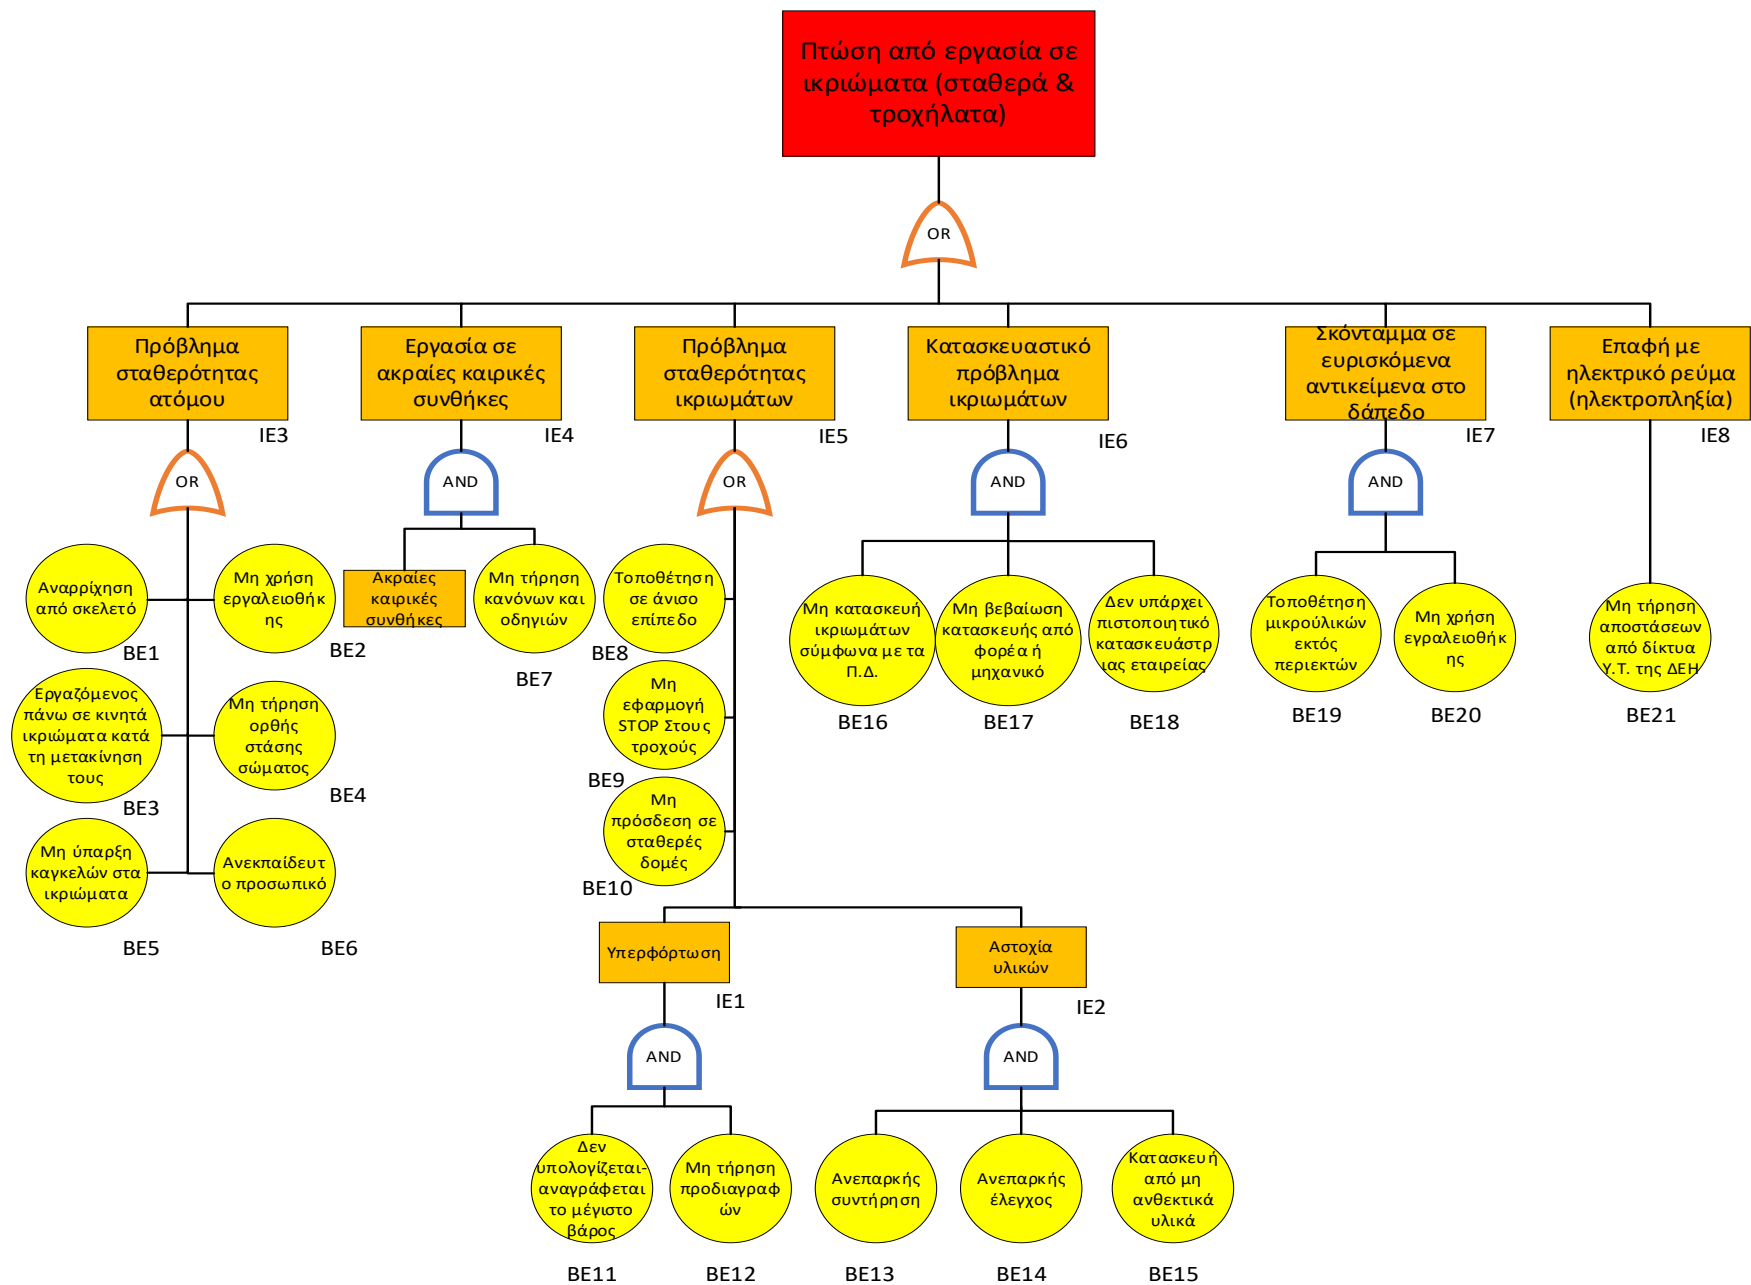 Πτώση από εργασία σε
ικριώματα (σταθερά &
τροχήλατα)
OR
Πρόβλημα
σταθερότητας
ατόμου
IE3
Εργασία σε
ακραίες καιρικές
συνθήκες
IE4
Πρόβλημα
σταθερότητας
ικριωμάτων
IE5
Κατασκευαστικό
πρόβλημα
ικριωμάτων
IE6
Σκόνταμμα σε
ευρισκόμενα
αντικείμενα στο
δάπεδο
IE7
Επαφή με
ηλεκτρικό ρεύμα
(ηλεκτροπληξία)
IE8
OR
AND
OR
AND
AND
Αναρρίχηση
από σκελετό
BE1
Μη χρήση
εργαλειοθήκ
ης
BE2
Ακραίες
καιρικές
συνθήκες
Μη τήρηση
κανόνων και
οδηγιών
BE7
Τοποθέτηση
σε άνισο
επίπεδο
BE8
Μη κατασκευή
ικριωμάτων
σύμφωνα με τα
Π.Δ.
BE16
Μη βεβαίωση
κατασκευής από
φορέα ή
μηχανικό
BE17
Δεν υπάρχει
πιστοποιητικό
κατασκευάστρ
ιας εταιρείας
BE18
Τοποθέτηση
μικρούλικών
εκτός
περιεκτών
BE19
Μη χρήση
εγραλειοθήκ
ης
BE20
Μη τήρηση
αποστάσεων
από δίκτυα
Υ.Τ. της ΔΕΗ
BE21
Εργαζόμενος
πάνω σε κινητά
ικριώματα κατά
τη μετακίνηση
τους
BE3
Μη τήρηση
ορθής
στάσης
σώματος
BE4
Μη
εφαρμογή
STOP Στους
τροχούς
BE9
Μη ύπαρξη
καγκελών στα
ικριώματα
BE5
Ανεκπαίδευτ
ο προσωπικό
BE6
Μη
πρόσδεση σε
σταθερές
δομές
BE10
Υπερφόρτωση
IE1
Αστοχία
υλικών
IE2
AND
AND
Δεν
υπολογίζεται-
αναγράφεται
το μέγιστο
βάρος
BE11
Μη τήρηση
προδιαγραφ
ών
BE12
Ανεπαρκής
συντήρηση
BE13
Ανεπαρκής
έλεγχος
BE14
Κατασκευή
από μη
ανθεκτικά
υλικά
BE15